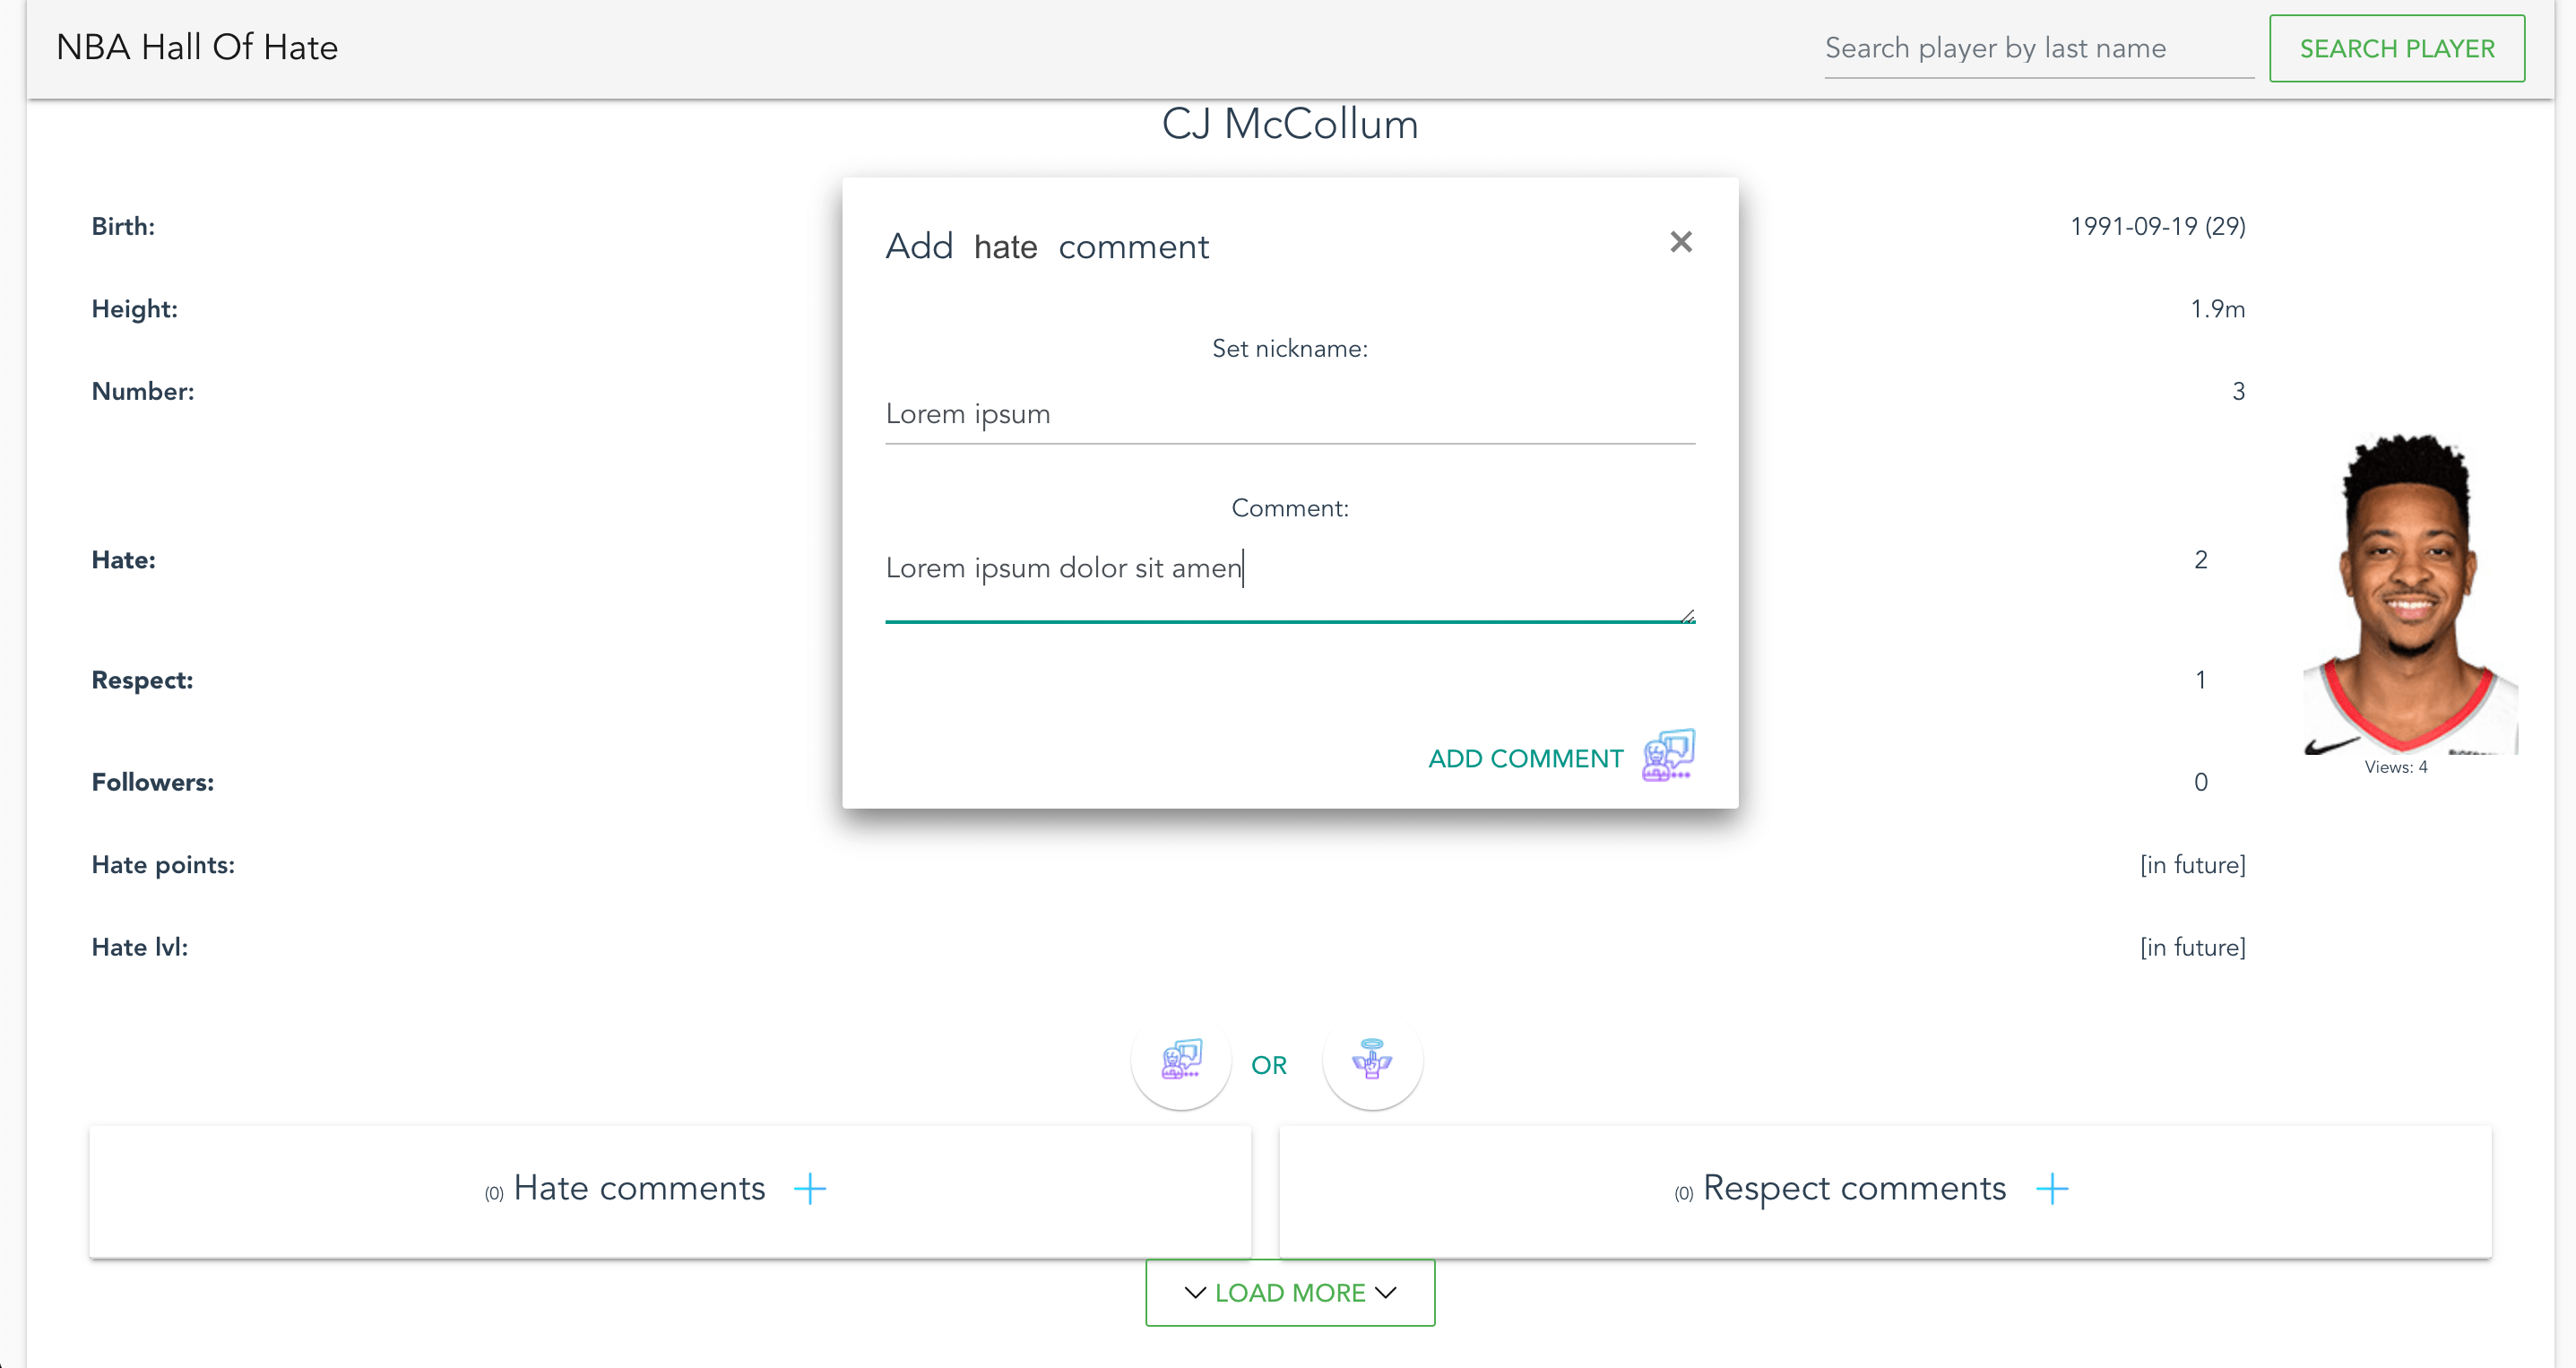 NBA Hall Of Hate
Search player by last name
SEARCH PLAYER
CJ McCollum
Birth:
1991-09-19 (29)
Height:
1.9m
Number:
3
Hate:
2
Respect:
1
Followers:
0
Hate points:
[in future]
Hate lvl:
[in future]
Views: 4
Add hate comment
×
Set nickname:
Lorem ipsum
Comment:
Lorem ipsum dolor sit amen
ADD COMMENT
OR
(0) Hate comments +
(0) Respect comments +
LOAD MORE